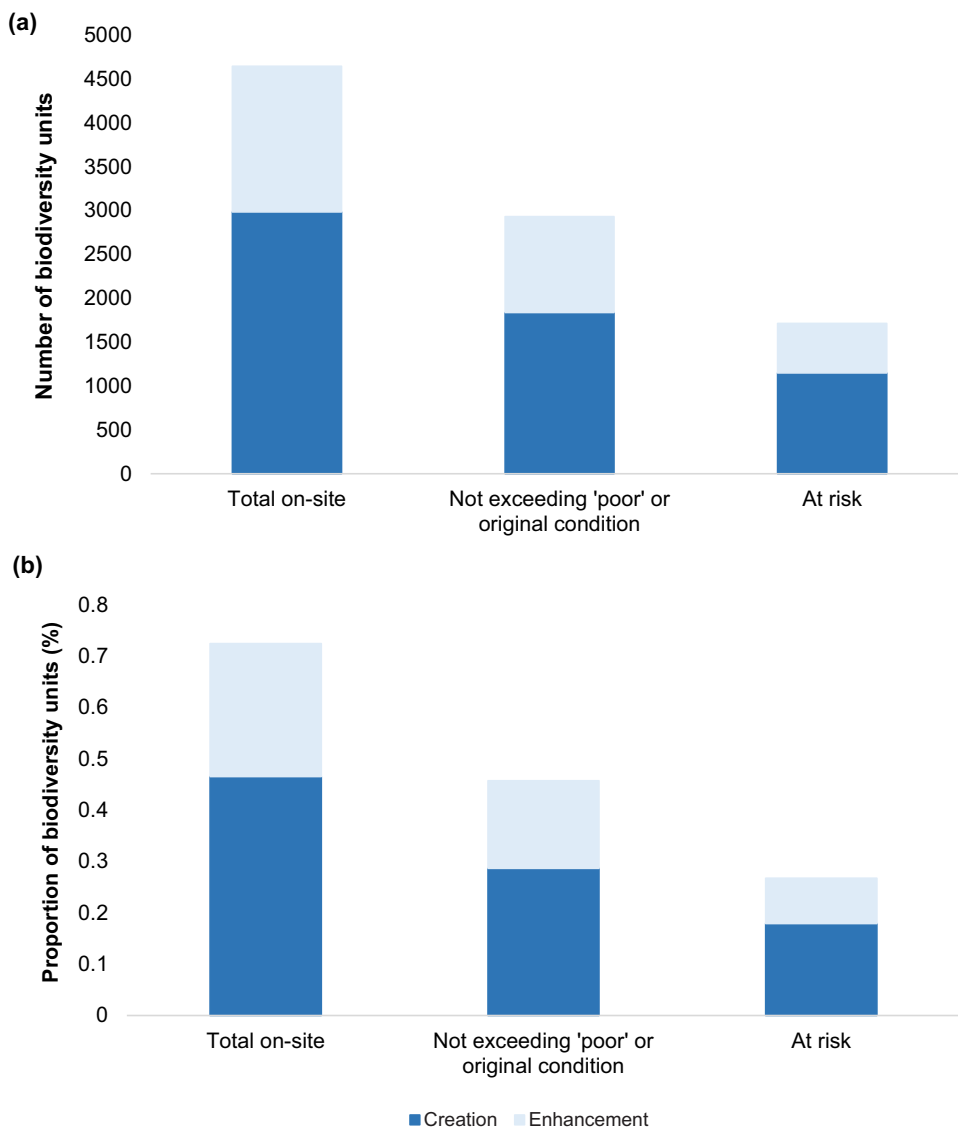 (a)
Number of biodiversity units
5000
4500
4000
3500
3000
2500
2000
1500
1000
500
0
Total on-site
Not exceeding 'poor' or
original condition
At risk
(b)
Proportion of biodiversity units (%)
0.8
0.7
0.6
0.5
0.4
0.3
0.2
0.1
0
Total on-site
Not exceeding 'poor' or
original condition
At risk
Creation
Enhancement